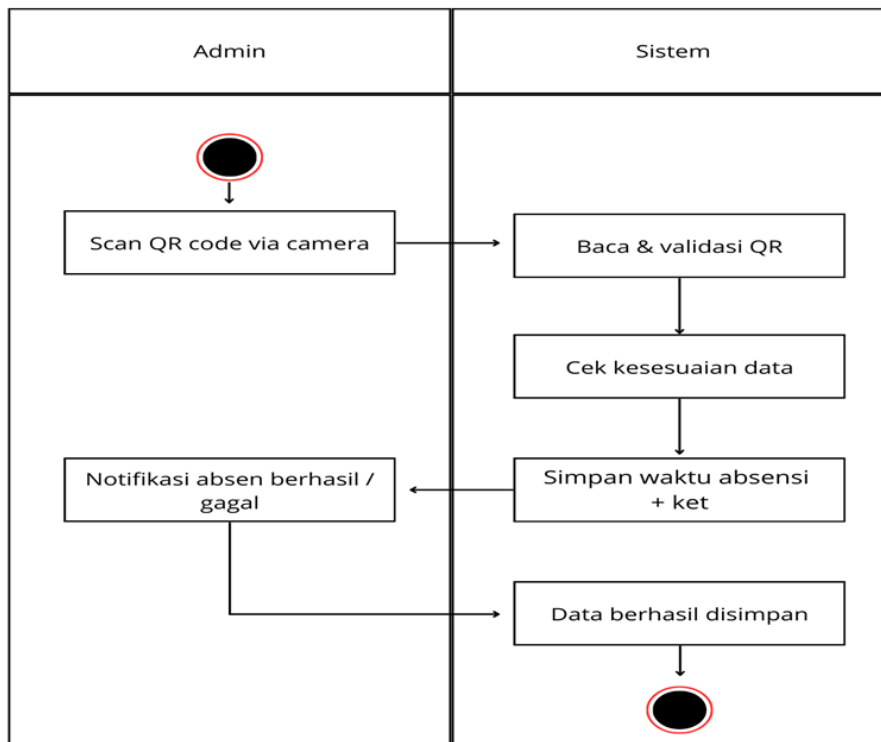 Admin
Sistem
Scan QR code via camera
Baca & validasi QR
Cek kesesuaian data
Simpan waktu absensi
+ ket
Notifikasi absen berhasil /
gagal
Data berhasil disimpan